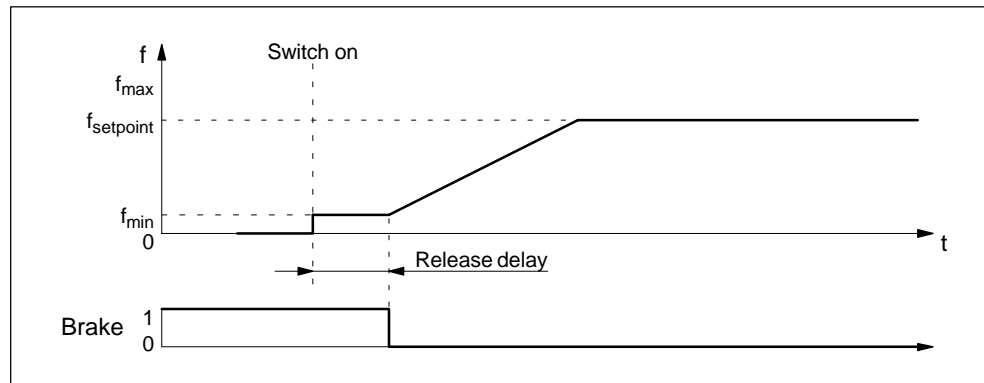 f
Switch on
fmax
fsetpoint
fmin
0
t
Release delay
Brake
1
0